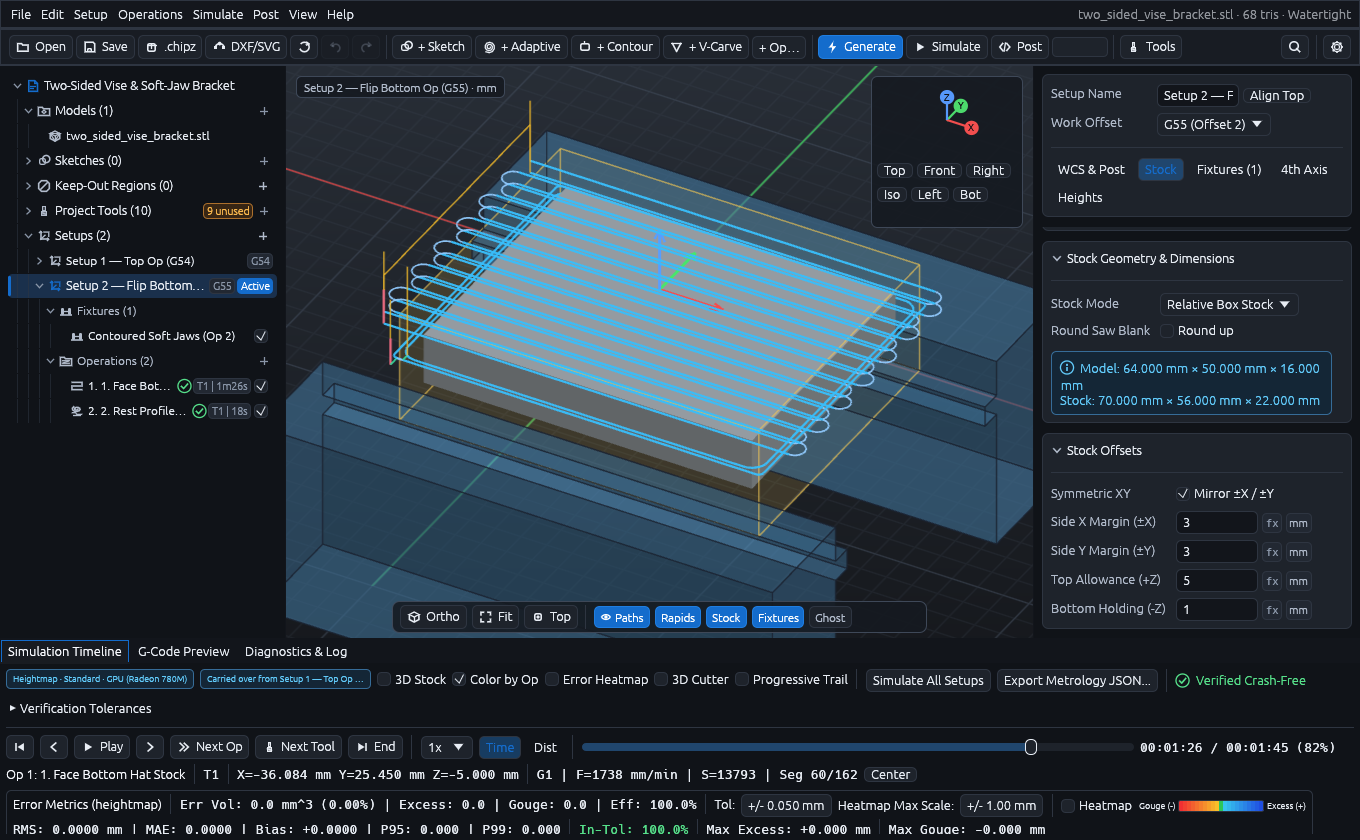 File Edit Setup Operations Simulate Post View Help
two_sided_vise_bracket.stl · 68 tris · Watertight
Open Save .chipz DXF/SVG + Sketch + Adaptive + Contour + V-Carve + Op... Generate Simulate Post Tools
Two-Sided Vise & Soft-Jaw Bracket
Models (1) +
two_sided_vise_bracket.stl
Sketches (0) +
Keep-Out Regions (0) +
Project Tools (10) 9 unused +
Setups (2) +
Setup 1 — Top Op (G54) G54
Setup 2 — Flip Bottom... G55 Active
Fixtures (1)
Contoured Soft Jaws (Op 2)
Operations (2) +
1. 1. Face Bot... T1 | 1m26s
2. 2. Rest Profile... T1 | 18s
Setup 2 — Flip Bottom Op (G55) · mm
Z
Y
X
Top Front Right
Iso Left Bot
Ortho Fit Top Paths Rapids Stock Fixtures Ghost
Setup Name Setup 2 — F Align Top
Work Offset G55 (Offset 2)
WCS & Post Stock Fixtures (1) 4th Axis
Heights
Stock Geometry & Dimensions
Stock Mode Relative Box Stock
Round Saw Blank Round up
Model: 64.000 mm × 50.000 mm × 16.000
mm
Stock: 70.000 mm × 56.000 mm × 22.000 mm
Stock Offsets
Symmetric XY Mirror ±X / ±Y
Side X Margin (±X) 3 fx mm
Side Y Margin (±Y) 3 fx mm
Top Allowance (+Z) 5 fx mm
Bottom Holding (-Z) 1 fx mm
Simulation Timeline G-Code Preview Diagnostics & Log
Heightmap · Standard · GPU (Radeon 780M) Carried over from Setup 1 — Top Op ... 3D Stock Color by Op Error Heatmap 3D Cutter Progressive Trail Simulate All Setups Export Metrology JSON... Verified Crash-Free
Verification Tolerances
Play Next Op Next Tool End 1x Time Dist 00:01:26 / 00:01:45 (82%)
Op 1: 1. Face Bottom Hat Stock T1 X=-36.084 mm Y=25.450 mm Z=-5.000 mm G1 | F=1738 mm/min | S=13793 | Seg 60/162 Center
Error Metrics (heightmap) Err Vol: 0.0 mm^3 (0.00%) | Excess: 0.0 | Gouge: 0.0 | Eff: 100.0% Tol: +/- 0.050 mm Heatmap Max Scale: +/- 1.00 mm Heatmap Gouge (-) Excess (+)
RMS: 0.0000 mm | MAE: 0.0000 | Bias: +0.0000 | P95: 0.000 | P99: 0.000 In-Tol: 100.0% Max Excess: +0.000 mm Max Gouge: -0.000 mm